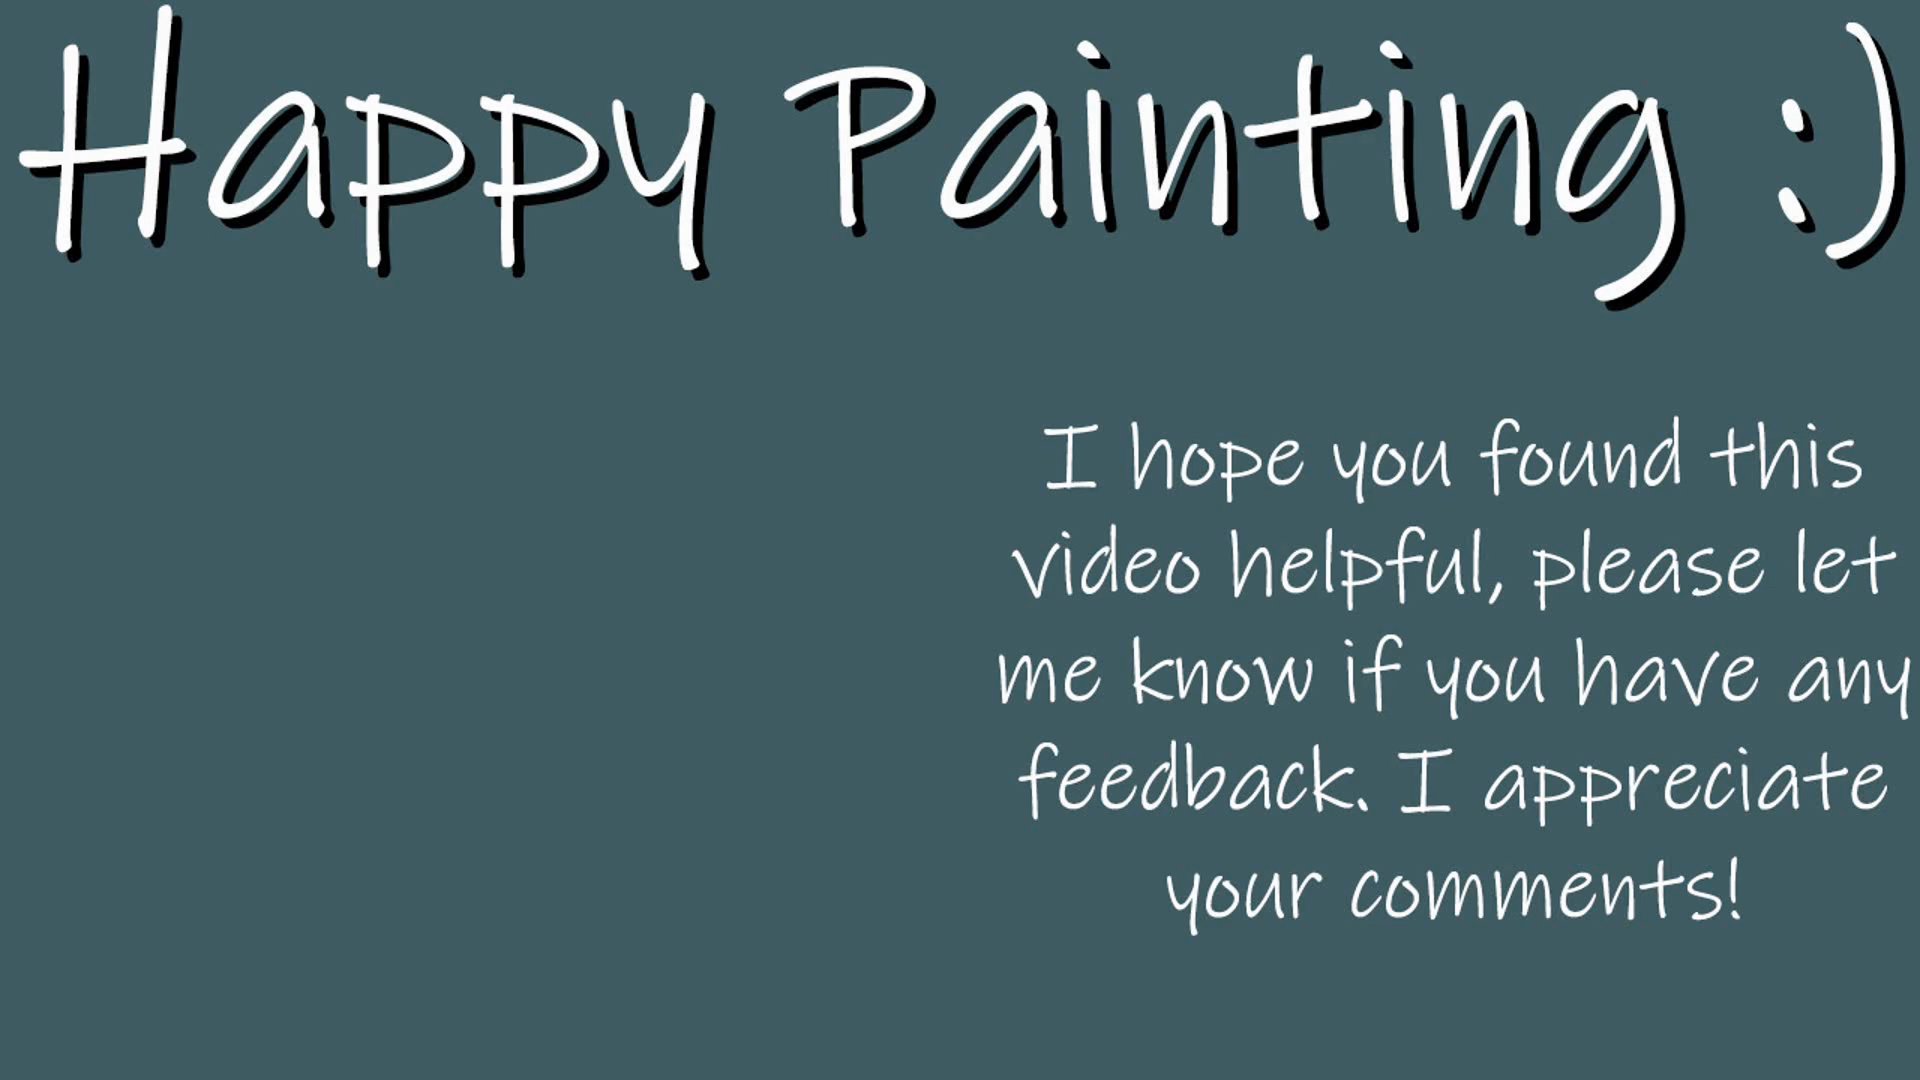 Happy Painting :)
I hope you found this
video helpful, please let
me know if you have any
feedback. I appreciate
your comments!